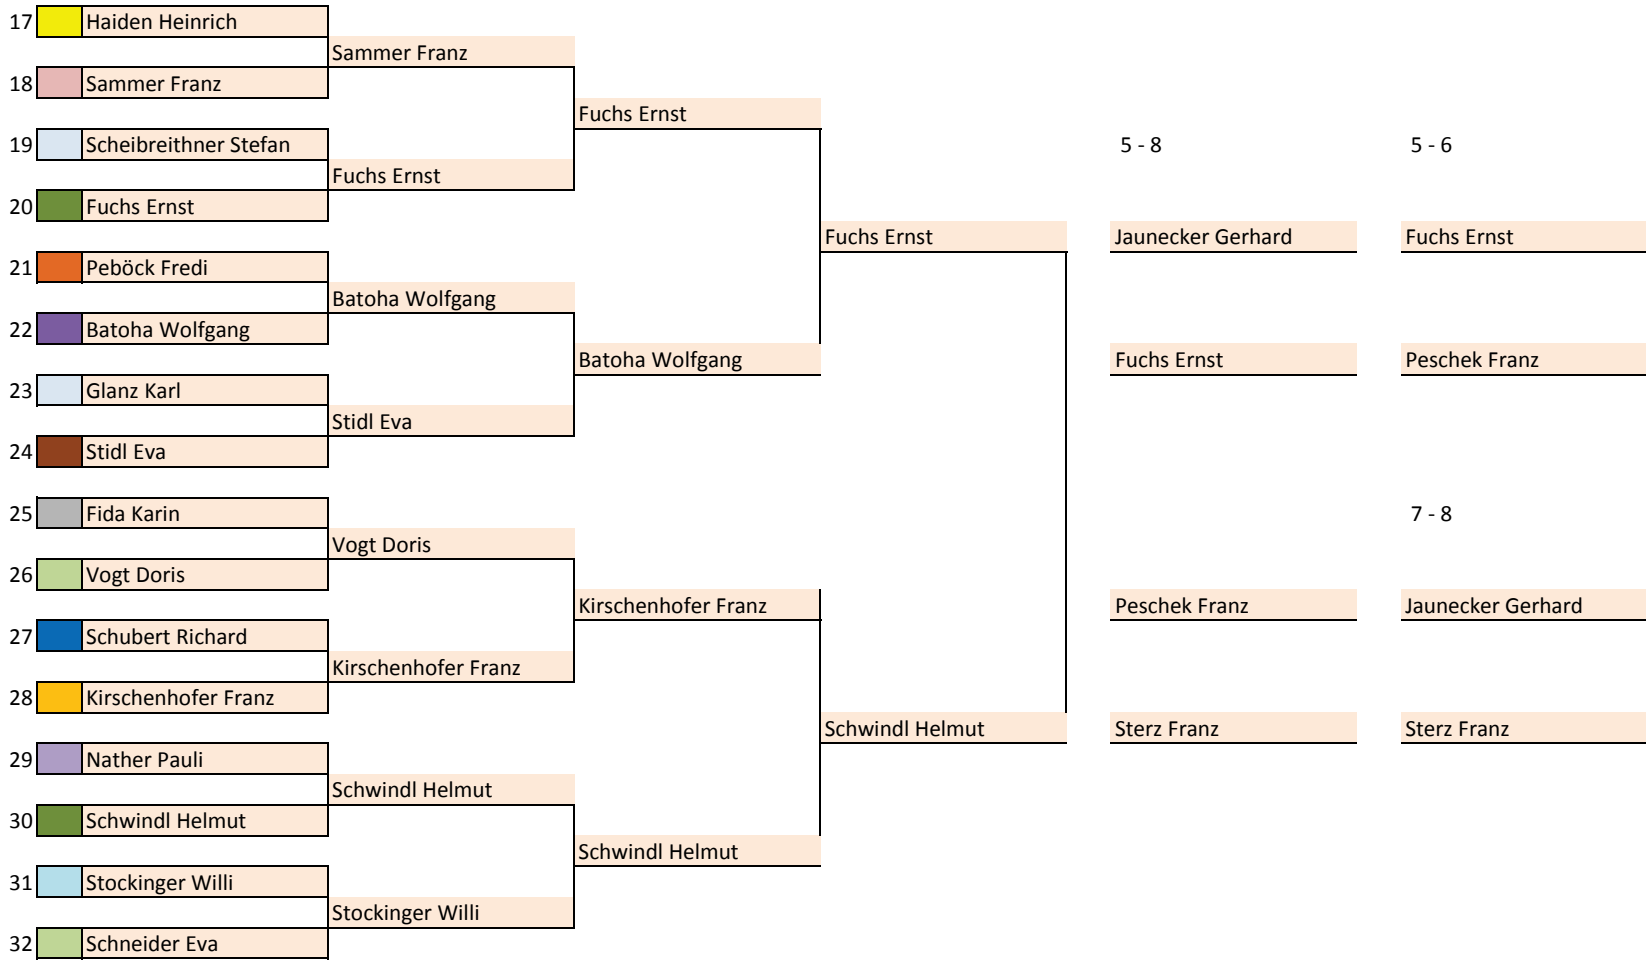 17 Haiden Heinrich
Sammer Franz
18 Sammer Franz
Fuchs Ernst
19 Scheibreithner Stefan 5 - 8 5 - 6
Fuchs Ernst
20 Fuchs Ernst
Fuchs Ernst Jaunecker Gerhard Fuchs Ernst
21 Peböck Fredi
Batoha Wolfgang
22 Batoha Wolfgang
Batoha Wolfgang Fuchs Ernst Peschek Franz
23 Glanz Karl
Stidl Eva
24 Stidl Eva
25 Fida Karin 7 - 8
Vogt Doris
26 Vogt Doris
Kirschenhofer Franz Peschek Franz Jaunecker Gerhard
27 Schubert Richard
Kirschenhofer Franz
28 Kirschenhofer Franz
Schwindl Helmut Sterz Franz Sterz Franz
29 Nather Pauli
Schwindl Helmut
30 Schwindl Helmut
Schwindl Helmut
31 Stockinger Willi
Stockinger Willi
32 Schneider Eva